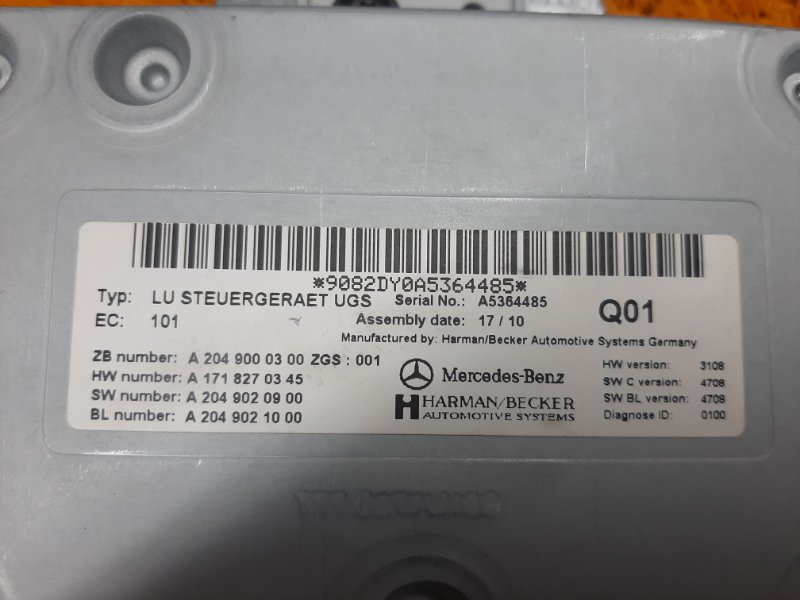 *9082DY0A5364485*
Typ: LU STEUERGERAET UGS Serial No.: A5364485 Q01
EC: 101 Assembly date: 17 / 10
Manufactured by: Harman/Becker Automotive Systems Germany
ZB number: A 204 900 03 00 ZGS : 001
HW number: A 171 827 03 45
SW number: A 204 902 09 00
BL number: A 204 902 10 00
Mercedes-Benz
HARMAN/BECKER
AUTOMOTIVE SYSTEMS
HW version: 3108
SW C version: 4708
SW BL version: 4708
Diagnose ID: 0100